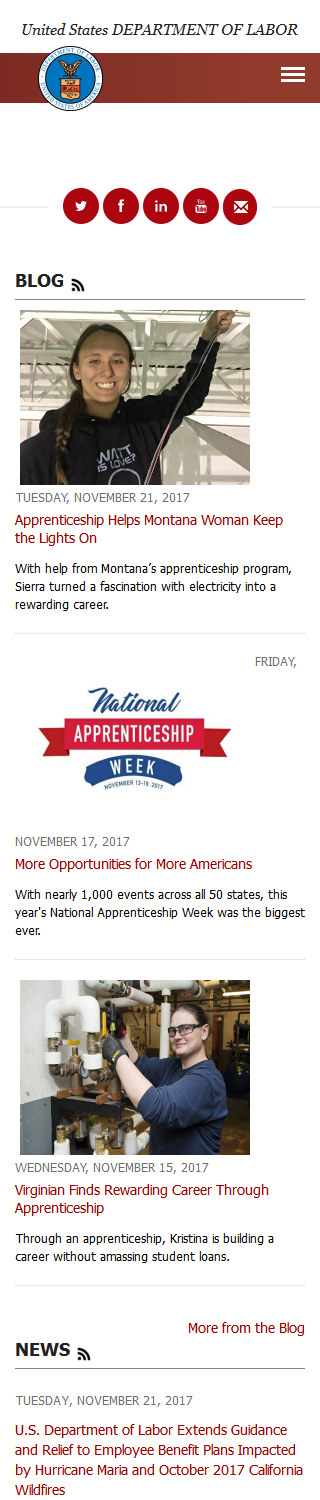 United States DEPARTMENT OF LABOR
DEPARTMENT OF LABOR
UNITED STATES OF AMERICA
in
You
Tube
BLOG
WHAT
IS LOVE?
TUESDAY, NOVEMBER 21, 2017
Apprenticeship Helps Montana Woman Keep
the Lights On
With help from Montana’s apprenticeship program,
Sierra turned a fascination with electricity into a
rewarding career.
FRIDAY,
National
APPRENTICESHIP
WEEK
NOVEMBER 13-19, 2017
NOVEMBER 17, 2017
More Opportunities for More Americans
With nearly 1,000 events across all 50 states, this
year's National Apprenticeship Week was the biggest
ever.
WEDNESDAY, NOVEMBER 15, 2017
Virginian Finds Rewarding Career Through
Apprenticeship
Through an apprenticeship, Kristina is building a
career without amassing student loans.
More from the Blog
NEWS
TUESDAY, NOVEMBER 21, 2017
U.S. Department of Labor Extends Guidance
and Relief to Employee Benefit Plans Impacted
by Hurricane Maria and October 2017 California
Wildfires